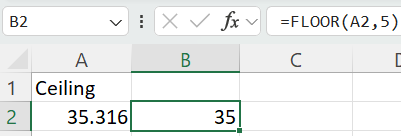 B2 fx =FLOOR(A2,5)
A B C
1 Ceiling
2 35.316 35